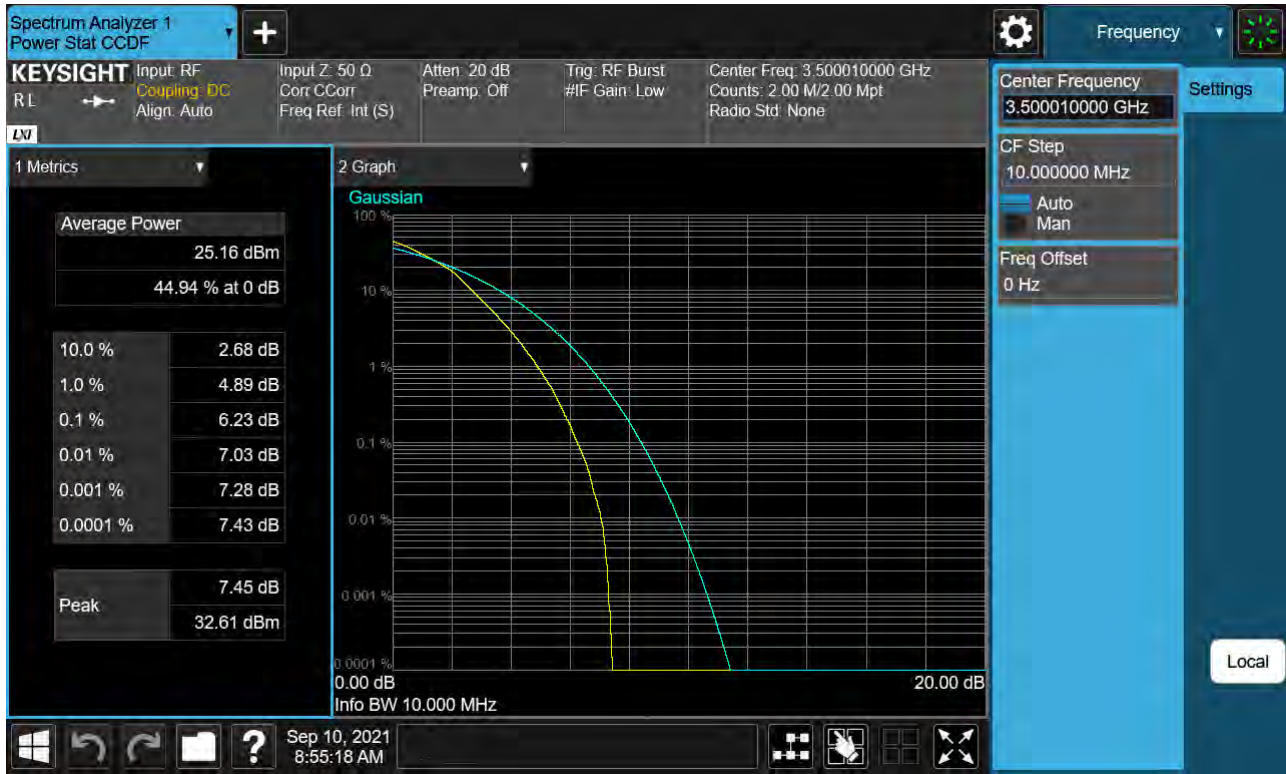 Spectrum Analyzer 1
Power Stat CCDF
Frequency
KEYSIGHT
RL
LXI
Input: RF
Coupling: DC
Align: Auto
Input Z: 50 Ω
Corr CCorr
Freq Ref: Int (S)
Atten: 20 dB
Preamp: Off
Trig: RF Burst
#IF Gain: Low
Center Freq: 3.500010000 GHz
Counts: 2.00 M/2.00 Mpt
Radio Std: None
Center Frequency
3.500010000 GHz
Settings
CF Step
10.000000 MHz
Auto
Man
Freq Offset
0 Hz
1 Metrics
Average Power
25.16 dBm
44.94 % at 0 dB
10.0 % 2.68 dB
1.0 % 4.89 dB
0.1 % 6.23 dB
0.01 % 7.03 dB
0.001 % 7.28 dB
0.0001 % 7.43 dB
Peak
7.45 dB
32.61 dBm
2 Graph
Gaussian
100 %
10 %
1 %
0.1 %
0.01 %
0.001 %
0.0001 %
0.00 dB 20.00 dB
Info BW 10.000 MHz
Local
?
Sep 10, 2021
8:55:18 AM